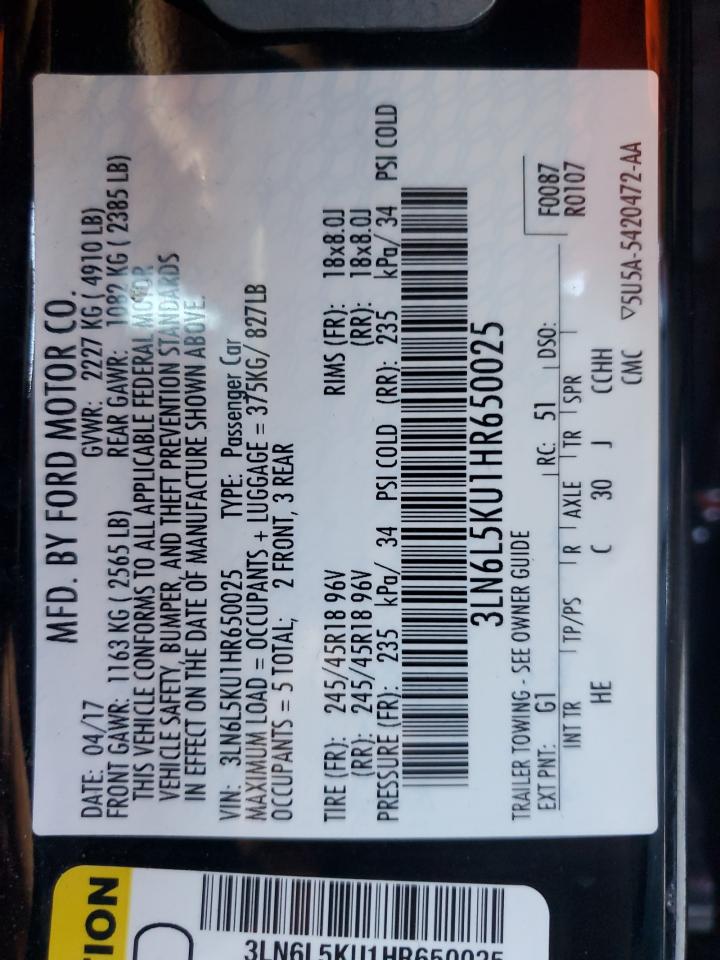 MFD. BY FORD MOTOR CO.
DATE: 04/17 GVWR: 2227 KG ( 4910 LB)
FRONT GAWR: 1163 KG ( 2565 LB) REAR GAWR: 1082 KG ( 2385 LB)
THIS VEHICLE CONFORMS TO ALL APPLICABLE FEDERAL MOTOR
VEHICLE SAFETY, BUMPER, AND THEFT PREVENTION STANDARDS
IN EFFECT ON THE DATE OF MANUFACTURE SHOWN ABOVE.
VIN: 3LN6L5KU1HR650025 TYPE: Passenger Car
MAXIMUM LOAD = OCCUPANTS + LUGGAGE = 375KG/ 827LB
OCCUPANTS = 5 TOTAL; 2 FRONT, 3 REAR
TIRE (FR): 245/45R18 96V RIMS (FR): 18x8.0J
(RR): 245/45R18 96V (RR): 18x8.0J
PRESSURE (FR): 235 kPa/ 34 PSI COLD (RR): 235 kPa/ 34 PSI COLD
3LN6L5KU1HR650025
TRAILER TOWING - SEE OWNER GUIDE F0087
EXT PNT: G1 RC: 51 DSO: R0107
INT TR TP/PS R AXLE TR SPR
HE C 30 J CCHH
CMC ▽5U5A-5420472-AA
TION
3LN6L5KU1HR650025